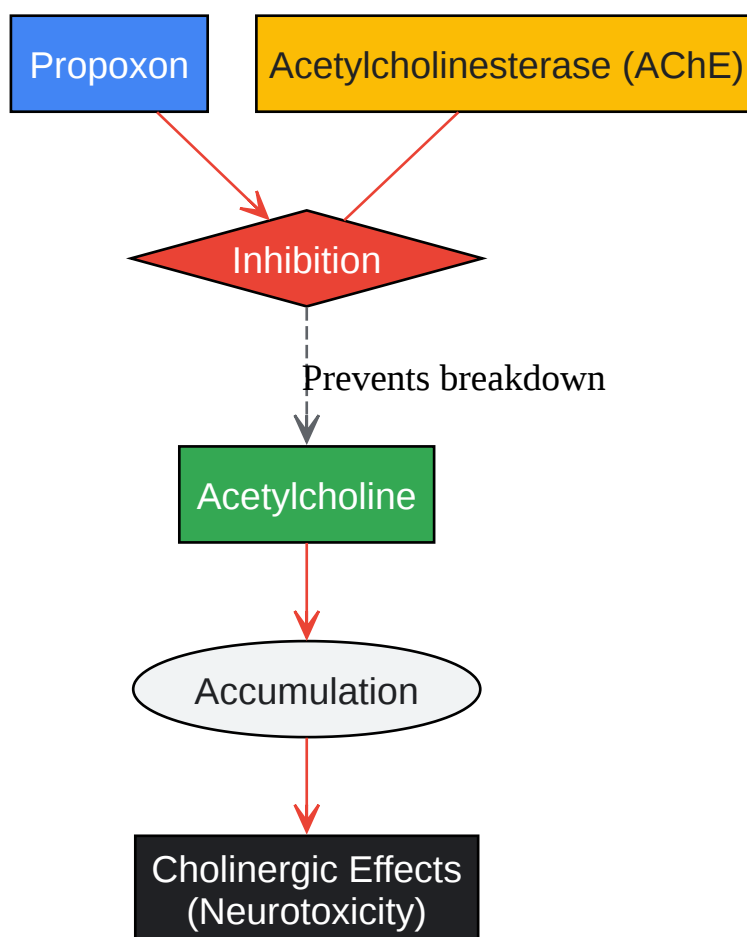 Propoxon
Acetylcholinesterase (AChE)
Inhibition
Prevents breakdown
Acetylcholine
Accumulation
Cholinergic Effects
(Neurotoxicity)